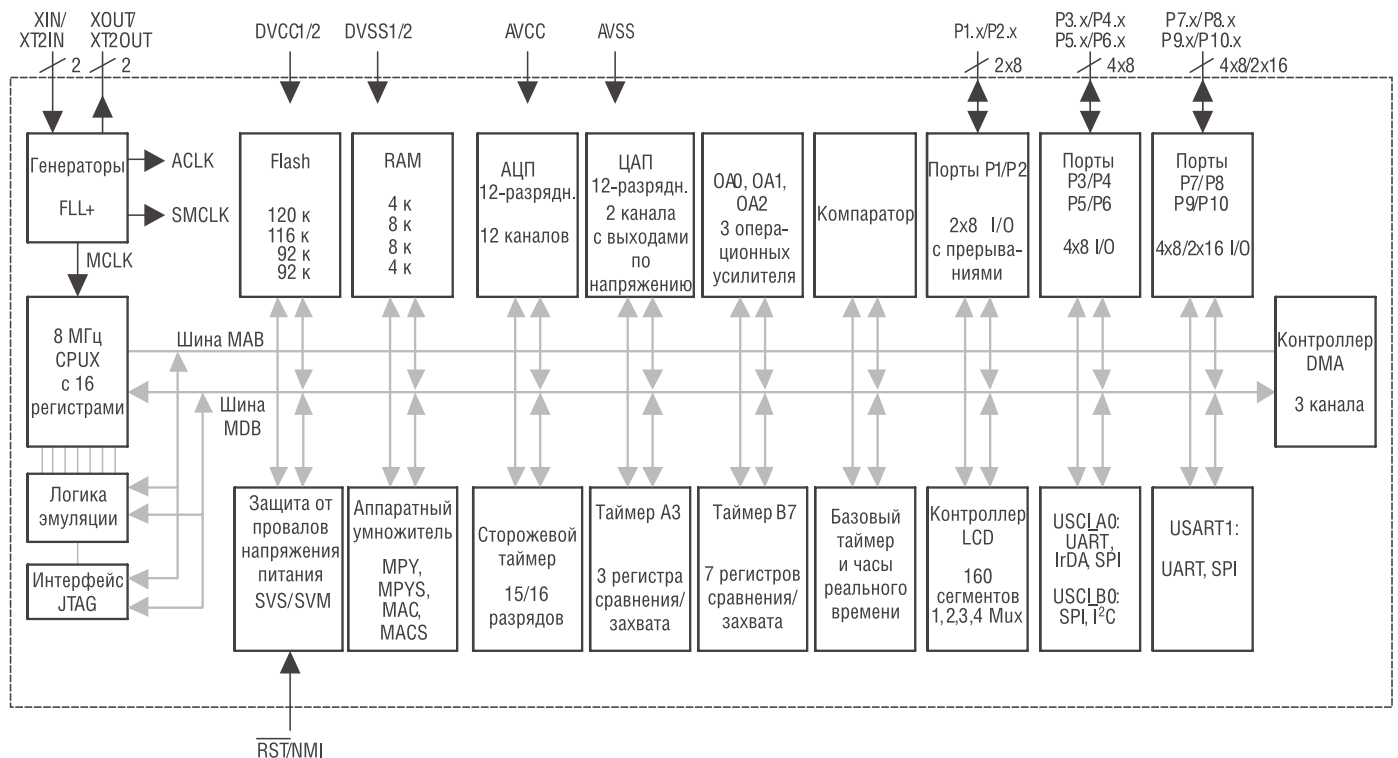 XIN/
XT2IN
XOUT/
XT2OUT
DVCC1/2
DVSS1/2
AVCC
AVSS
P1.x/P2.x
P3.x/P4.x
P5.x/P6.x
P7.x/P8.x
P9.x/P10.x
2
2
2x8
4x8
4x8/2x16
Генераторы
FLL+
ACLK
SMCLK
MCLK
Flash
120 к
116 к
92 к
92 к
RAM
4 к
8 к
8 к
4 к
АЦП
12-разрядн.
12 каналов
ЦАП
12-разрядн.
2 канала
с выходами
по
напряжению
OA0, OA1,
OA2
3 опера-
ционных
усилителя
Компаратор
Порты P1/P2
2x8 I/O
с прерыва-
ниями
Порты
P3/P4
P5/P6
4x8 I/O
Порты
P7/P8
P9/P10
4x8/2x16 I/O
8 МГц
CPUX
с 16
регистрами
Шина MAB
Шина
MDB
Контроллер
DMA
3 канала
Логика
эмуляции
Интерфейс
JTAG
Защита от
провалов
напряжения
питания
SVS/SVM
Аппаратный
умножитель
MPY,
MPYS,
MAC,
MACS
Сторожевой
таймер
15/16
разрядов
Таймер A3
3 регистра
сравнения/
захвата
Таймер B7
7 регистров
сравнения/
захвата
Базовый
таймер
и часы
реального
времени
Контроллер
LCD
160
сегментов
1,2,3,4 Mux
USCI_A0:
UART,
IrDA, SPI
USCI_B0:
SPI, I²C
USART1:
UART, SPI
RST/NMI